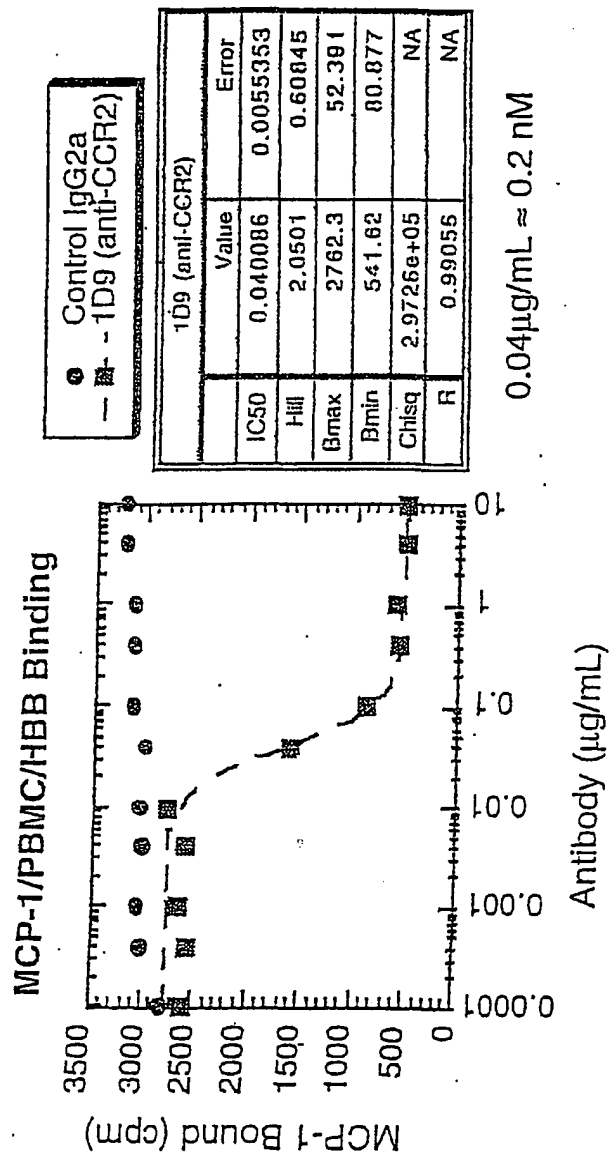 MCP-1/PBMC/HBB Binding
MCP-1 Bound (cpm)
3500
3000
2500
2000
1500
1000
500
0
0.0001
0.001
0.01
0.1
1
10
Antibody (µg/mL)
Control IgG2a
1D9 (anti-CCR2)
1D9 (anti-CCR2)
Value Error
IC50 0.040086 0.0055353
Hill 2.0501 0.60845
Bmax 2762.3 52.391
Bmin 541.62 80.877
Chisq 2.9726e+05 NA
R 0.99055 NA
0.04µg/mL ≈ 0.2 nM